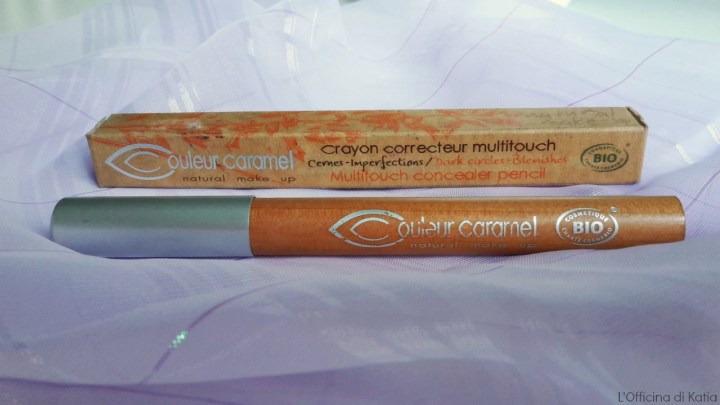 Couleur caramel
natural make up
crayon correcteur multitouch
Cernes-Imperfections/Dark circles-Blemishes
Multitouch concealer pencil
BIO
Couleur caramel
natural make up
COSMETIQUE
BIO
L'Officina di Katia